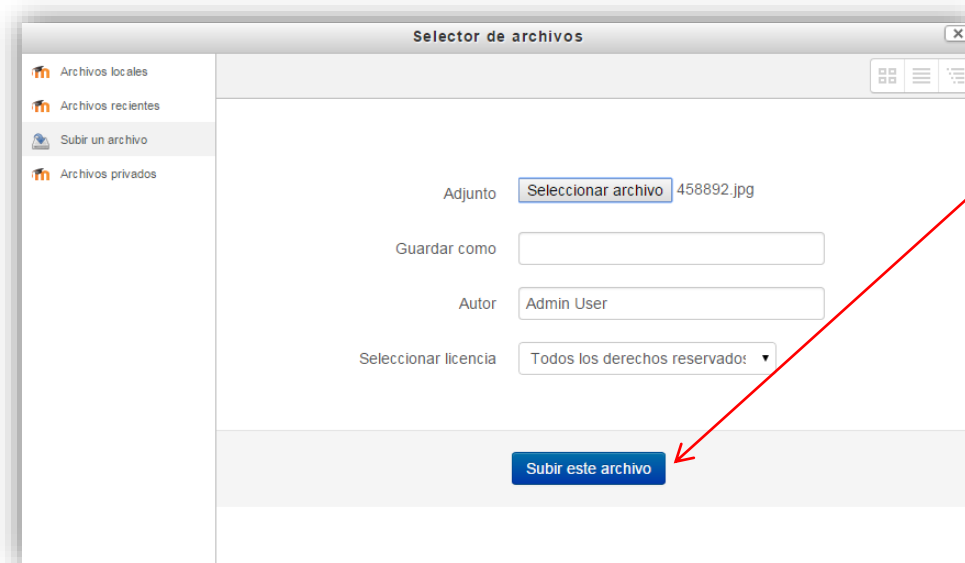 Selector de archivos
Archivos locales
Archivos recientes
Subir un archivo
Archivos privados
Adjunto Seleccionar archivo 458892.jpg
Guardar como
Autor Admin User
Seleccionar licencia Todos los derechos reservados
Subir este archivo